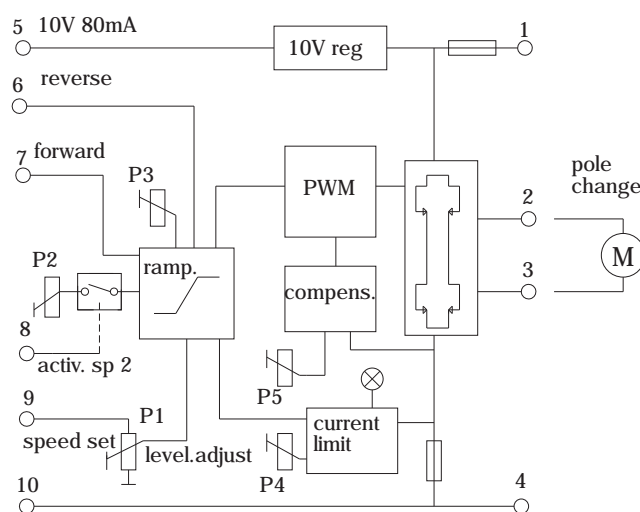 5 10V 80mA
10V reg
1
6
reverse
7 forward
P3
PWM
pole
change
2
M
P2
ramp.
3
compens.
8
activ. sp 2
P5
9
P1
speed set
level.adjust
current
limit
P4
10
4